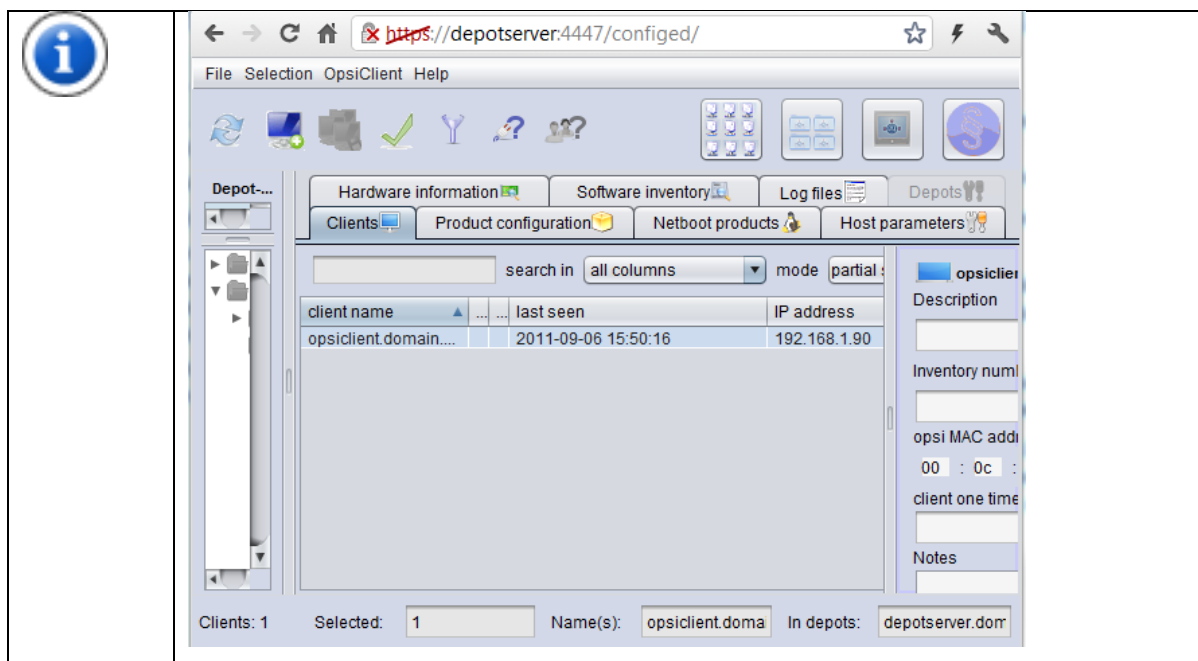 https://depotserver:4447/configed/
File Selection OpsiClient Help
Depot-...
Hardware information Software inventory Log files Depots
Clients Product configuration Netboot products Host parameters
search in all columns mode partial
opsiclien
Description
client name ... ... last seen IP address
opsiclient.domain.... 2011-09-06 15:50:16 192.168.1.90
Inventory numl
opsi MAC add
00 : 0c :
client one time
Notes
Clients: 1 Selected: 1 Name(s): opsiclient.doma In depots: depotserver.dom